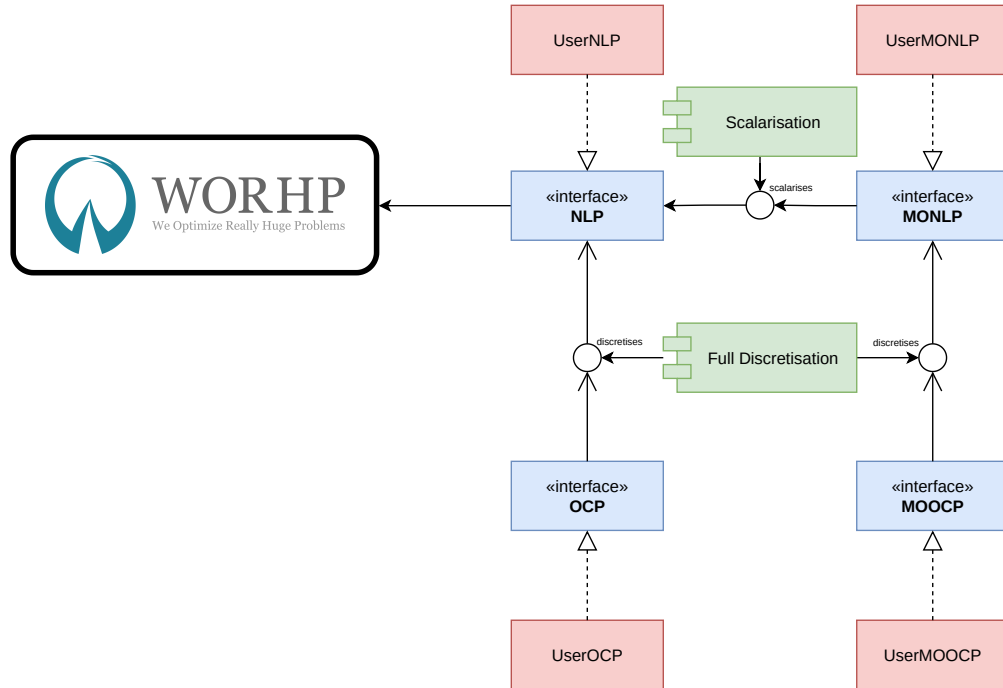 UserNLP
UserMONLP
Scalarisation
WORHP
We Optimize Really Huge Problems
«interface»
NLP
scalarises
«interface»
MONLP
discretises
Full Discretisation
discretises
«interface»
OCP
«interface»
MOOCP
UserOCP
UserMOOCP